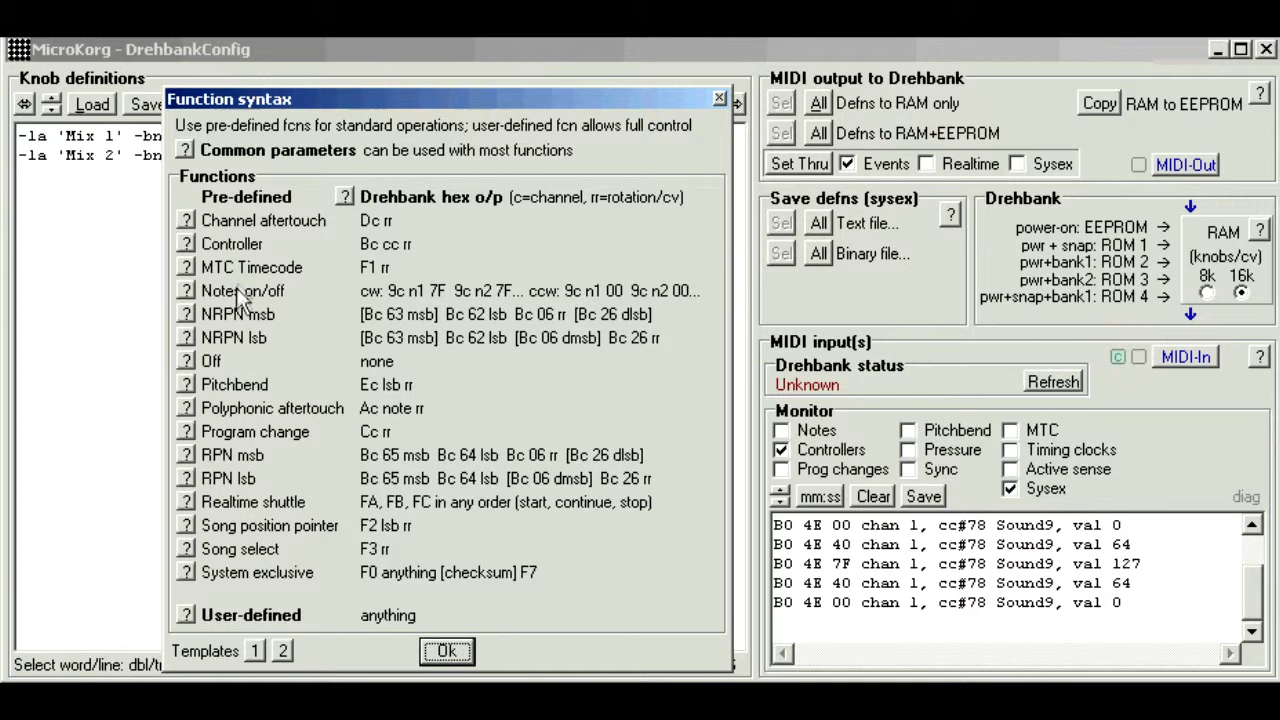 MicroKorg - DrehbankConfig
Knob definitions
Load
Save
-la 'Mix 1' -bn
-la 'Mix 2' -bn
Select word/line: dbl/t
Function syntax
Use pre-defined fcns for standard operations; user-defined fcn allows full control
? Common parameters can be used with most functions
Functions
Pre-defined ? Drehbank hex o/p (c=channel, rr=rotation/cv)
? Channel aftertouch Dc rr
? Controller Bc cc rr
? MTC Timecode F1 rr
? Notes on/off cw: 9c n1 7F 9c n2 7F... ccw: 9c n1 00 9c n2 00...
? NRPN msb [Bc 63 msb] Bc 62 lsb Bc 06 rr [Bc 26 dlsb]
? NRPN lsb [Bc 63 msb] Bc 62 lsb [Bc 06 dmsb] Bc 26 rr
? Off none
? Pitchbend Ec lsb rr
? Polyphonic aftertouch Ac note rr
? Program change Cc rr
? RPN msb Bc 65 msb Bc 64 lsb Bc 06 rr [Bc 26 dlsb]
? RPN lsb Bc 65 msb Bc 64 lsb [Bc 06 dmsb] Bc 26 rr
? Realtime shuttle FA, FB, FC in any order (start, continue, stop)
? Song position pointer F2 lsb rr
? Song select F3 rr
? System exclusive F0 anything [checksum] F7
? User-defined anything
Templates 1 2 Ok
MIDI output to Drehbank
Sel All Defns to RAM only Copy RAM to EEPROM ?
Sel All Defns to RAM+EEPROM
Set Thru Events Realtime Sysex MIDI-Out
Save defns (sysex)
Sel All Text file... ?
Sel All Binary file...
Drehbank
power-on: EEPROM
pwr + snap: ROM 1
pwr+bank1: ROM 2
pwr+bank2: ROM 3
pwr+snap+bank1: ROM 4
RAM ?
(knobs/cv)
8k 16k
MIDI input(s) C MIDI-In ?
Drehbank status
Unknown Refresh
Monitor
Notes Pitchbend MTC
Controllers Pressure Timing clocks
Prog changes Sync Active sense
Sysex
mm:ss Clear Save diag
B0 4E 00 chan 1, cc#78 Sound9, val 0
B0 4E 40 chan 1, cc#78 Sound9, val 64
B0 4E 7F chan 1, cc#78 Sound9, val 127
B0 4E 40 chan 1, cc#78 Sound9, val 64
B0 4E 00 chan 1, cc#78 Sound9, val 0